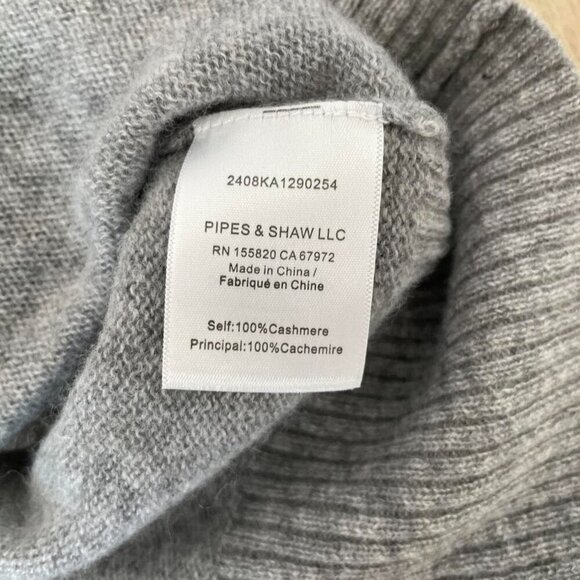 2408KA1290254
PIPES & SHAW LLC
RN 155820 CA 67972
Made in China /
Fabriqué en Chine
Self:100%Cashmere
Principal:100%Cachemire